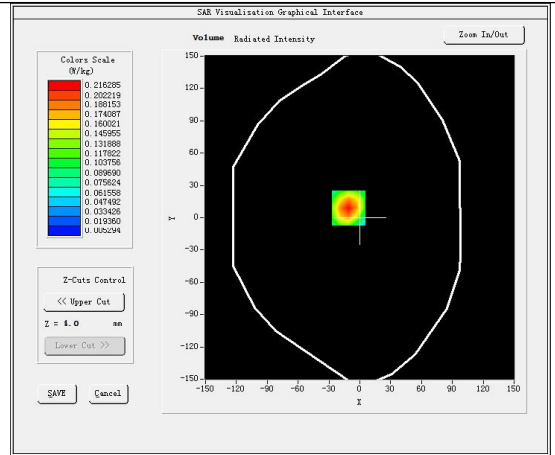 SAR Visualisation Graphical Interface
Volume Radiated Intensity
Zoom In/Out
Colors Scale
(W/kg)
0.216285
0.202219
0.188153
0.174087
0.160021
0.145955
0.131888
0.117822
0.103756
0.089690
0.075624
0.061558
0.047492
0.033426
0.019360
0.005294
150
120
90
60
30
0
-30
-60
-90
-120
-150
Y
-150 -120 -90 -60 -30 0 30 60 90 120 150
X
Z-Cuts Control
<< Upper Cut
Z = 4.0 mm
Lower Cut >>
SAVE Cancel